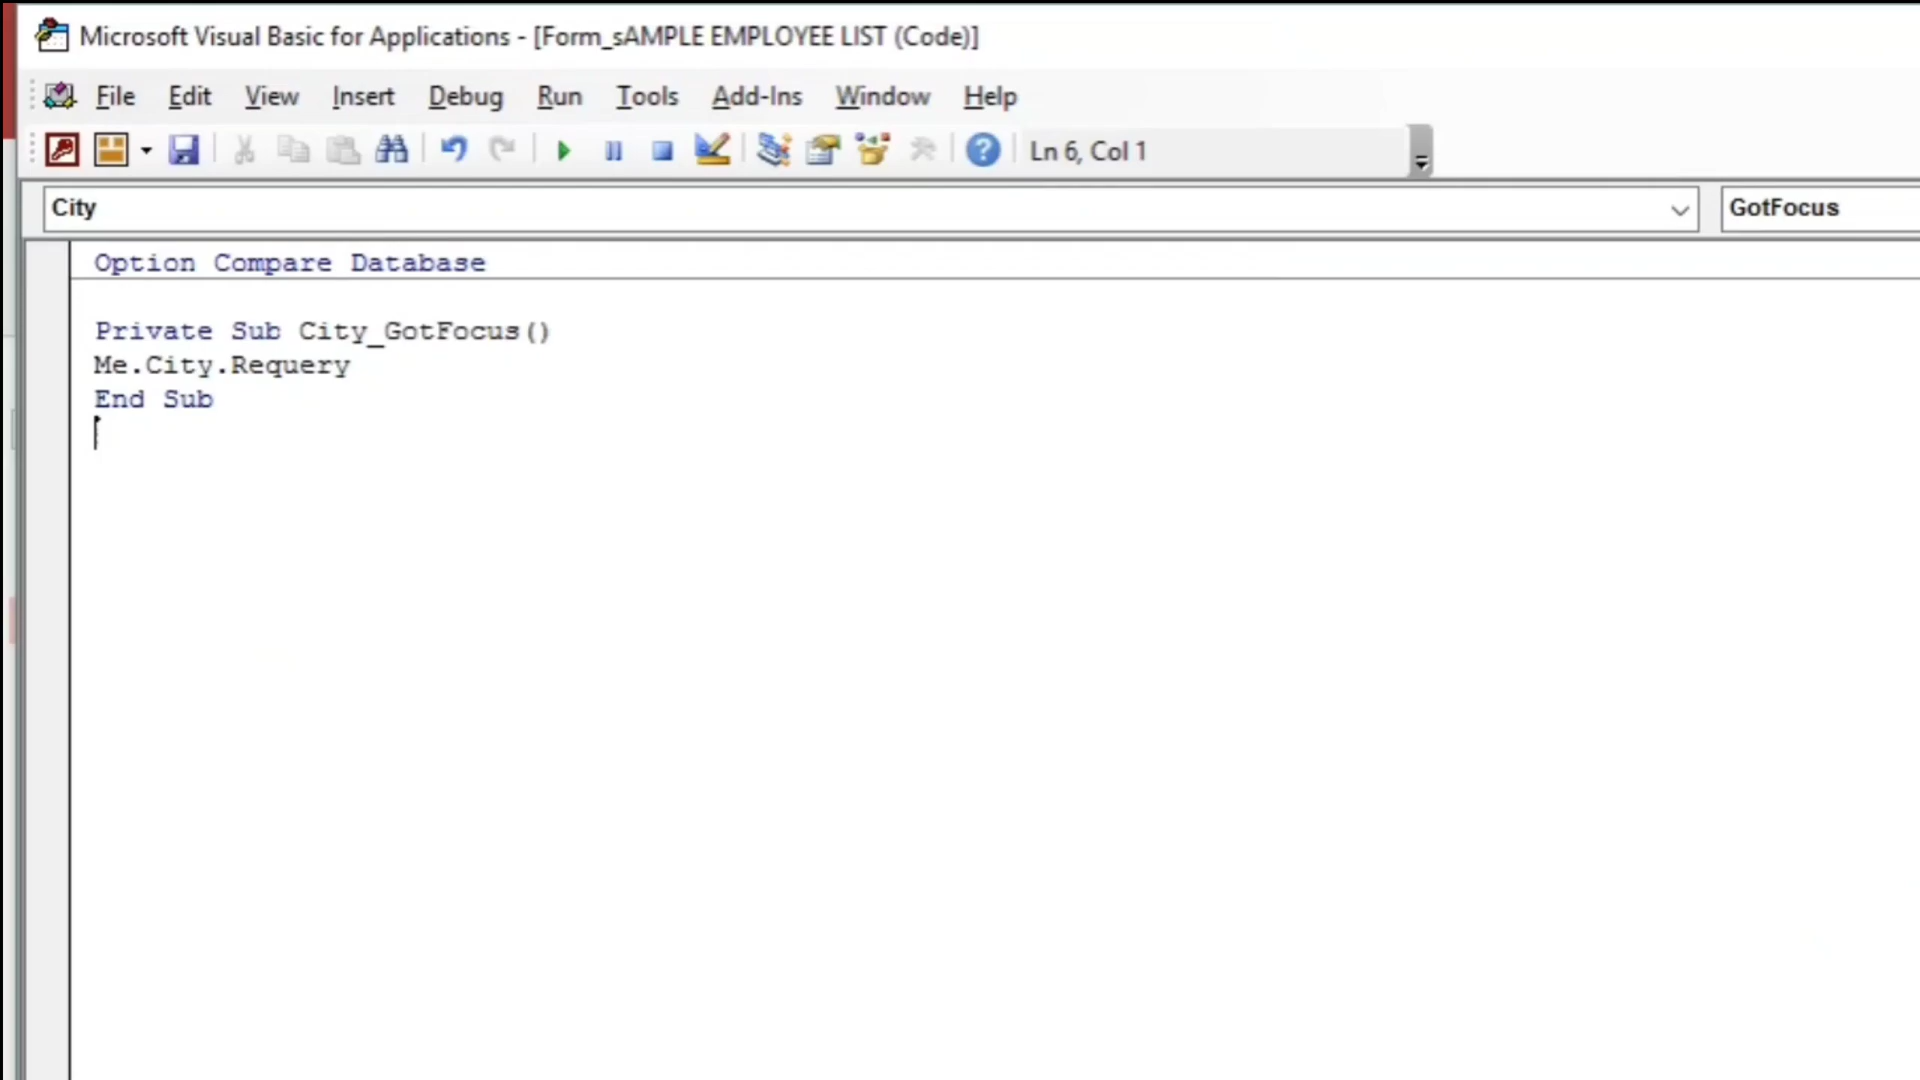 Microsoft Visual Basic for Applications - [Form_sAMPLE EMPLOYEE LIST (Code)]
File Edit View Insert Debug Run Tools Add-Ins Window Help
Ln 6, Col 1
City GotFocus
Option Compare Database
Private Sub City_GotFocus()
Me.City.Requery
End Sub